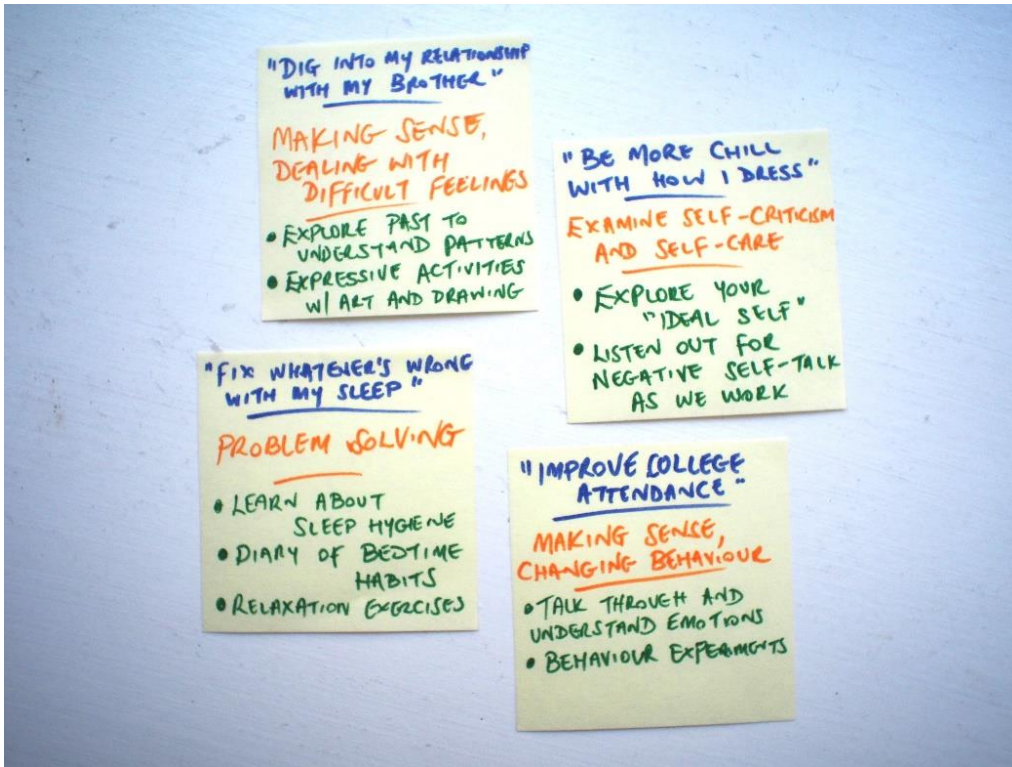 "DIG INTO MY RELATIONSHIP
WITH MY BROTHER"
MAKING SENSE,
DEALING WITH
DIFFICULT FEELINGS
• EXPLORE PAST TO
UNDERSTAND PATTERNS
• EXPRESSIVE ACTIVITIES
W/ ART AND DRAWING
"BE MORE CHILL
WITH HOW I DRESS"
EXAMINE SELF-CRITICISM
AND SELF-CARE
• EXPLORE YOUR
"IDEAL SELF"
• LISTEN OUT FOR
NEGATIVE SELF-TALK
AS WE WORK
"FIX WHATEVER'S WRONG
WITH MY SLEEP"
PROBLEM SOLVING
• LEARN ABOUT
SLEEP HYGIENE
• DIARY OF BEDTIME
HABITS
• RELAXATION EXERCISES
"IMPROVE COLLEGE
ATTENDANCE"
MAKING SENSE,
CHANGING BEHAVIOUR
• TALK THROUGH AND
UNDERSTAND EMOTIONS
• BEHAVIOUR EXPERIMENTS